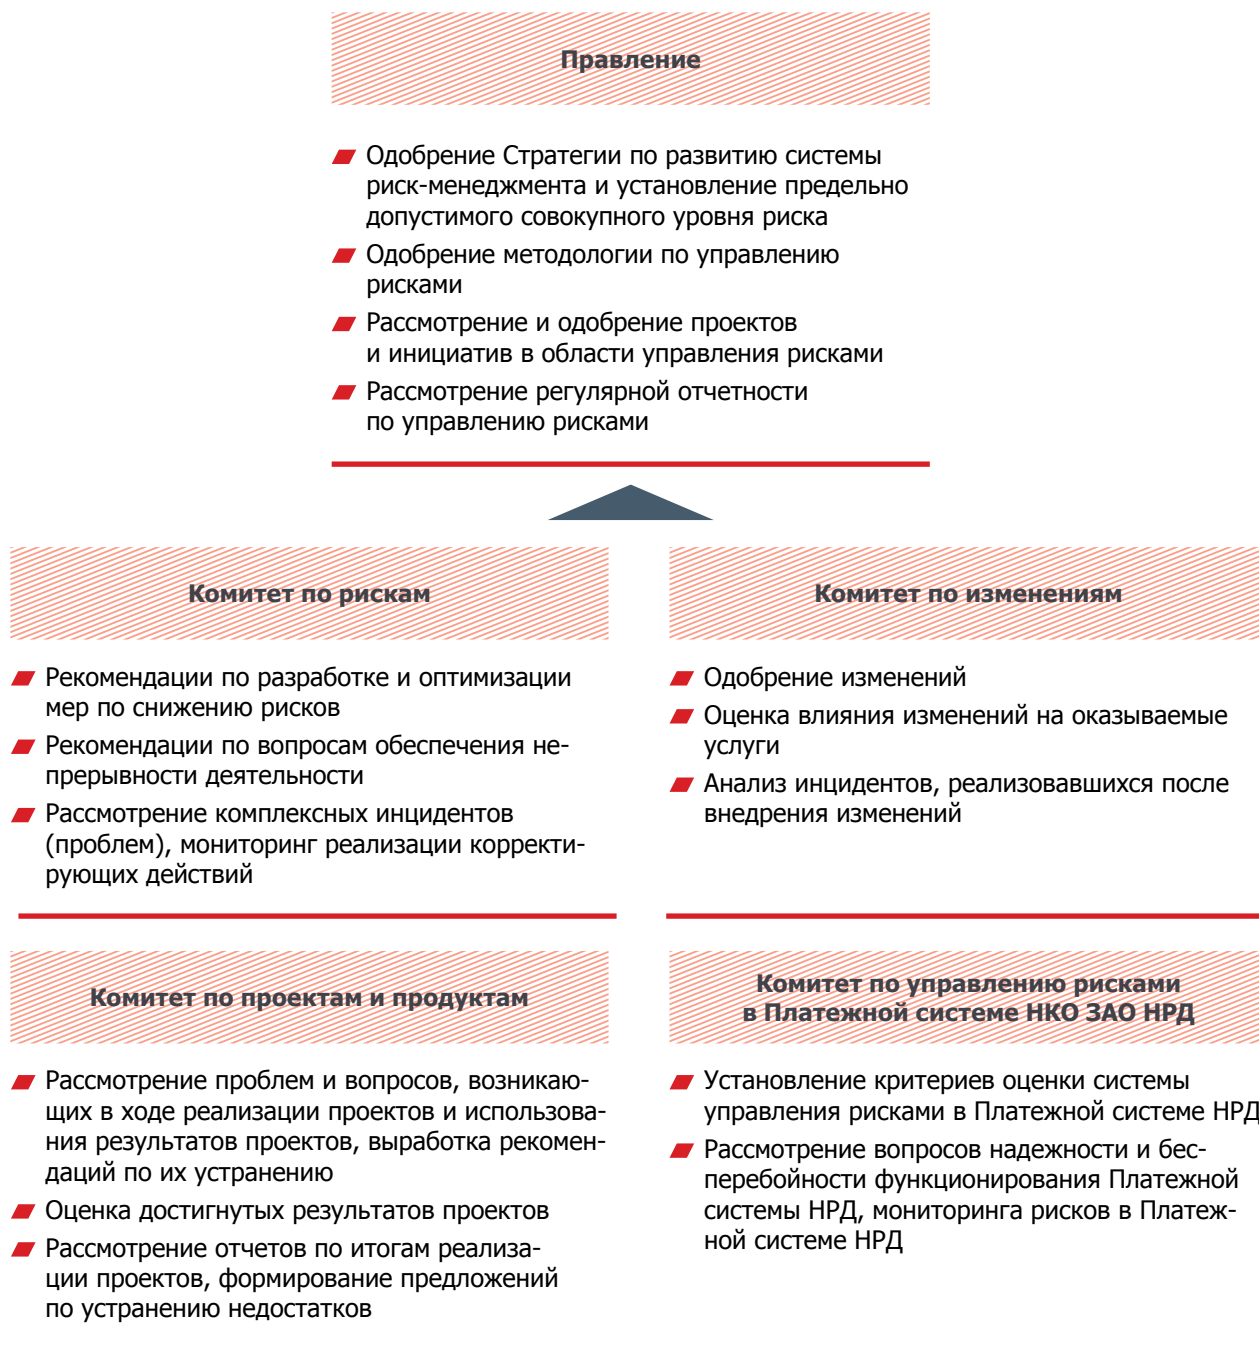 Правление
Одобрение Стратегии по развитию системы
риск-менеджмента и установление предельно
допустимого совокупного уровня риска
Одобрение методологии по управлению
рисками
Рассмотрение и одобрение проектов
и инициатив в области управления рисками
Рассмотрение регулярной отчетности
по управлению рисками
Комитет по рискам
Рекомендации по разработке и оптимизации
мер по снижению рисков
Рекомендации по вопросам обеспечения не-
прерывности деятельности
Рассмотрение комплексных инцидентов
(проблем), мониторинг реализации корректи-
рующих действий
Комитет по изменениям
Одобрение изменений
Оценка влияния изменений на оказываемые
услуги
Анализ инцидентов, реализовавшихся после
внедрения изменений
Комитет по проектам и продуктам
Рассмотрение проблем и вопросов, возникаю-
щих в ходе реализации проектов и использова-
ния результатов проектов, выработка рекомен-
даций по их устранению
Оценка достигнутых результатов проектов
Рассмотрение отчетов по итогам реализа-
ции проектов, формирование предложений
по устранению недостатков
Комитет по управлению рисками
в Платежной системе НКО ЗАО НРД
Установление критериев оценки системы
управления рисками в Платежной системе НРД
Рассмотрение вопросов надежности и бес-
перебойности функционирования Платежной
системы НРД, мониторинга рисков в Платеж-
ной системе НРД